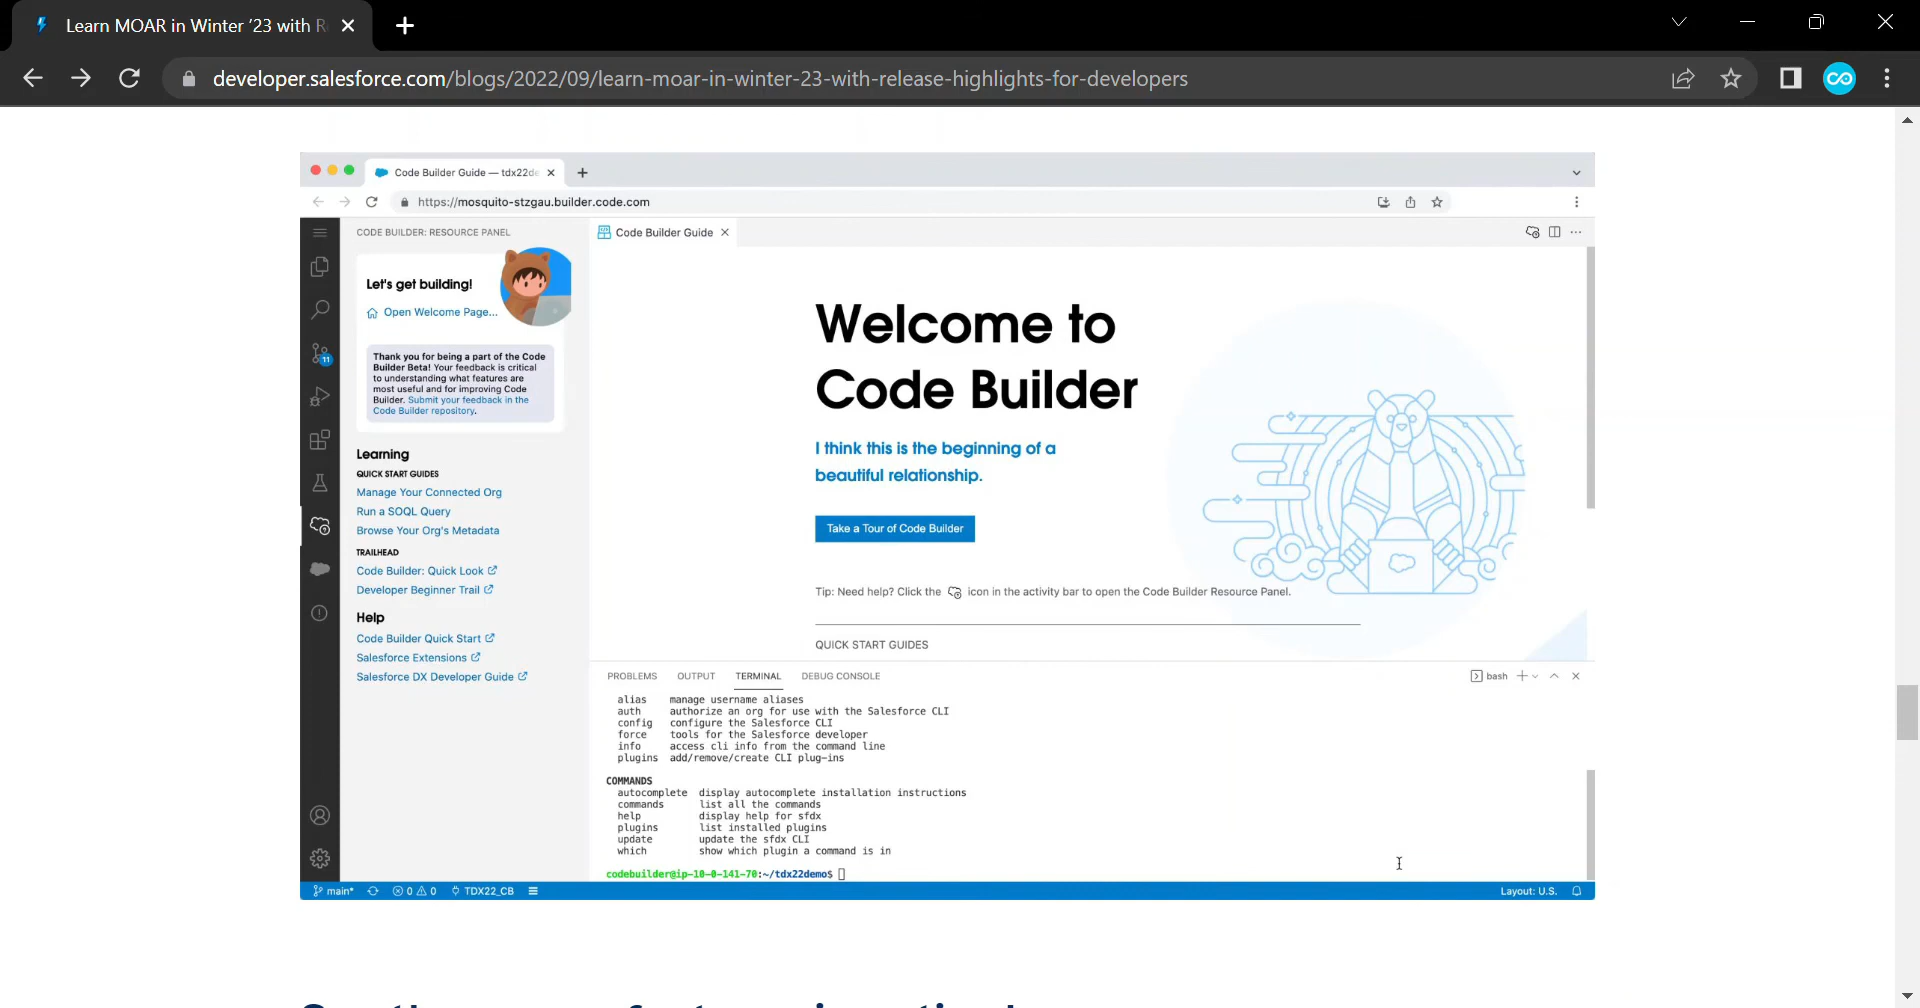 Learn MOAR in Winter '23 with R
developer.salesforce.com/blogs/2022/09/learn-moar-in-winter-23-with-release-highlights-for-developers
Code Builder Guide — tdx22de
https://mosquito-stzgau.builder.code.com
CODE BUILDER: RESOURCE PANEL
Code Builder Guide
Let's get building!
Open Welcome Page...
11
Thank you for being a part of the Code
Builder Beta! Your feedback is critical
to understanding what features are
most useful and for improving Code
Builder. Submit your feedback in the
Code Builder repository.
Learning
QUICK START GUIDES
Manage Your Connected Org
Run a SOQL Query
Browse Your Org's Metadata
TRAILHEAD
Code Builder: Quick Look
Developer Beginner Trail
Help
Code Builder Quick Start
Salesforce Extensions
Salesforce DX Developer Guide
Welcome to
Code Builder
I think this is the beginning of a
beautiful relationship.
Take a Tour of Code Builder
Tip: Need help? Click the icon in the activity bar to open the Code Builder Resource Panel.
QUICK START GUIDES
PROBLEMS OUTPUT TERMINAL DEBUG CONSOLE
bash
alias manage username aliases
auth authorize an org for use with the Salesforce CLI
config configure the Salesforce CLI
force tools for the Salesforce developer
info access cli info from the command line
plugins add/remove/create CLI plug-ins
COMMANDS
autocomplete display autocomplete installation instructions
commands list all the commands
help display help for sfdx
plugins list installed plugins
update update the sfdx CLI
which show which plugin a command is in
codebuilder@ip-10-0-141-70:~/tdx22demo$
main* 0 0 TDX22_CB
Layout: U.S.